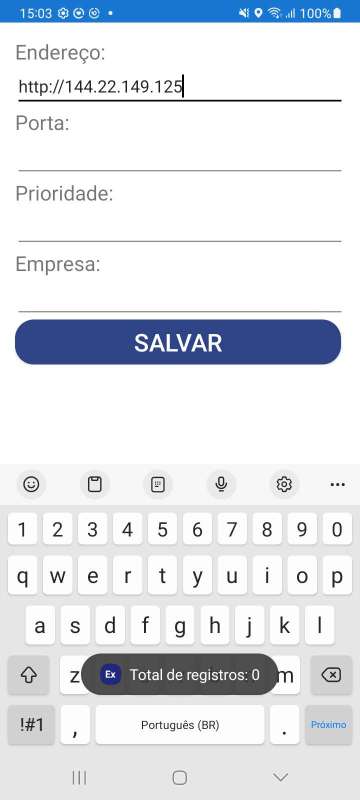 15:03 100%
Endereço:
http://144.22.149.125
Porta:
Prioridade:
Empresa:
SALVAR
1 2 3 4 5 6 7 8 9 0
q w e r t y u i o p
a s d f g h j k l
z m
Ex Total de registros: 0
!#1 , Português (BR) . Próximo